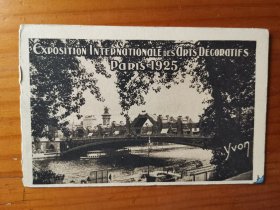 EXPOSITION INTERNATIONALE DES ARTS DÉCORATIFS
PARIS-1925
YVON